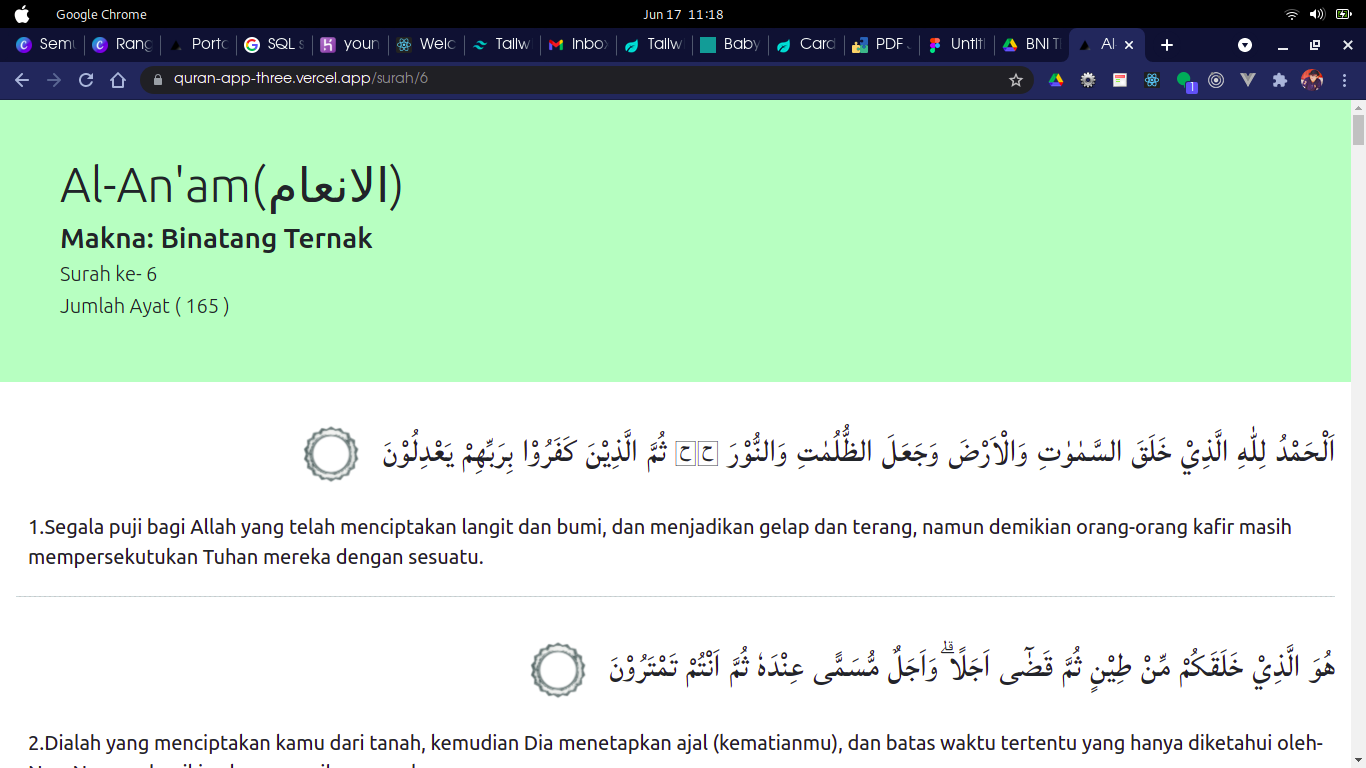 Google Chrome
Jun 17 11:18
Semu
Rang
Porto
SQL s
youn
Welc
Tailw
Inbox
Tailw
Baby
Card
PDF
Untitl
BNI T
Al
quran-app-three.vercel.app/surah/6
1
Al-An'am(الانعام)
Makna: Binatang Ternak
Surah ke- 6
Jumlah Ayat ( 165 )
اَلْحَمْدُ لِلّٰهِ الَّذِيْ خَلَقَ السَّمٰوٰتِ وَالْاَرْضَ وَجَعَلَ الظُّلُمٰتِ وَالنُّوْرَ ح ح ثُمَّ الَّذِيْنَ كَفَرُوْا بِرَبِّهِمْ يَعْدِلُوْنَ
1.Segala puji bagi Allah yang telah menciptakan langit dan bumi, dan menjadikan gelap dan terang, namun demikian orang-orang kafir masih
mempersekutukan Tuhan mereka dengan sesuatu.
هُوَ الَّذِيْ خَلَقَكُمْ مِّنْ طِيْنٍ ثُمَّ قَضٰٓى اَجَلًا ۗوَاَجَلٌ مُّسَمًّى عِنْدَهٗ ثُمَّ اَنْتُمْ تَمْتَرُوْنَ
2.Dialah yang menciptakan kamu dari tanah, kemudian Dia menetapkan ajal (kematianmu), dan batas waktu tertentu yang hanya diketahui oleh-